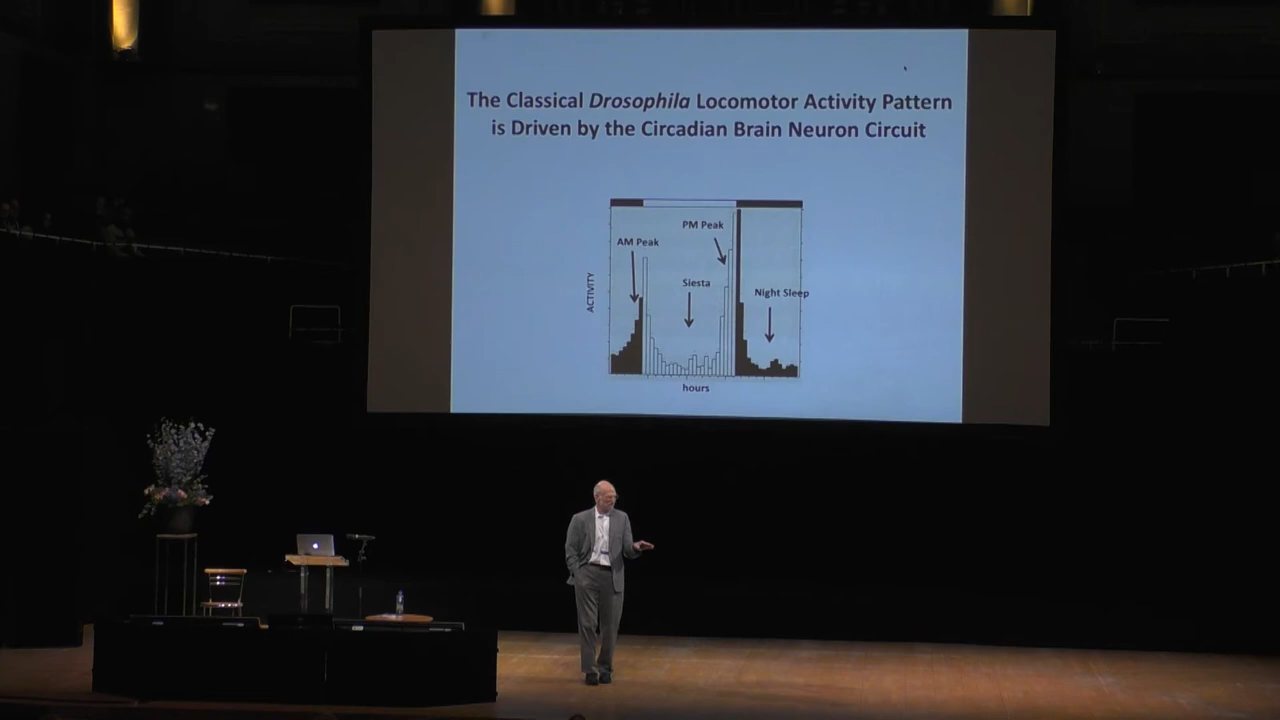 The Classical Drosophila Locomotor Activity Pattern
is Driven by the Circadian Brain Neuron Circuit
PM Peak
AM Peak
Siesta
Night Sleep
ACTIVITY
hours